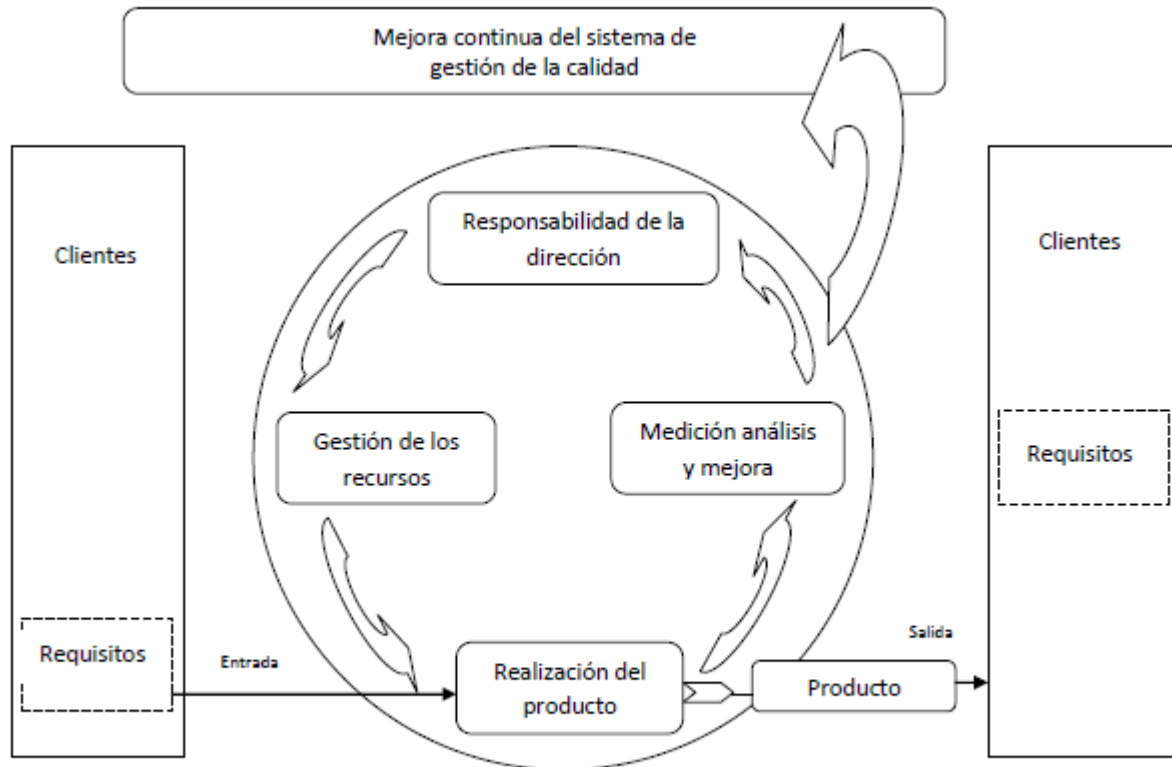 Mejora continua del sistema de
gestión de la calidad
Responsabilidad de la
dirección
Clientes
Clientes
Gestión de los
recursos
Medición análisis
y mejora
Requisitos
Requisitos
Entrada
Realización del
producto
Producto
Salida